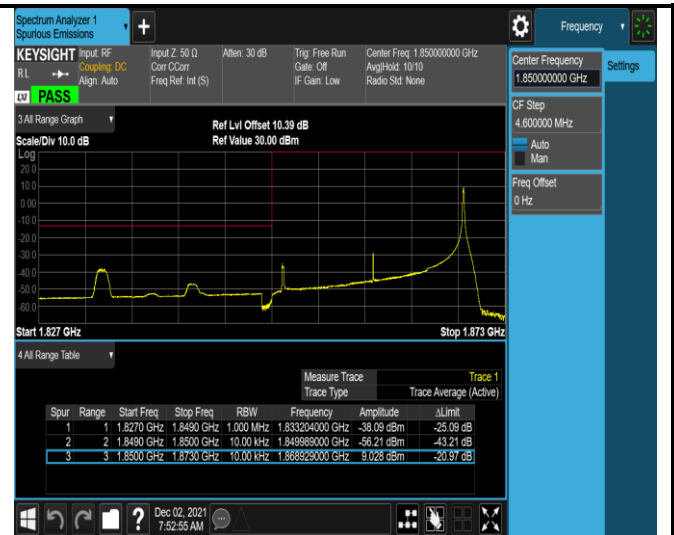 Spectrum Analyzer 1
Spurious Emissions
+
Frequency
KEYSIGHT
RL
LXI PASS
Input: RF
Coupling: DC
Align: Auto
Input Z: 50 Ω
Corr CCorr
Freq Ref: Int (S)
Atten: 30 dB
Trig: Free Run
Gate: Off
IF Gain: Low
Center Freq: 1.850000000 GHz
Avg|Hold: 10/10
Radio Std: None
Center Frequency
1.850000000 GHz
Settings
CF Step
4.600000 MHz
Auto
Man
Freq Offset
0 Hz
3 All Range Graph
Scale/Div 10.0 dB
Ref Lvl Offset 10.39 dB
Ref Value 30.00 dBm
Log
20.0
10.0
0.00
-10.0
-20.0
-30.0
-40.0
-50.0
-60.0
Start 1.827 GHz
Stop 1.873 GHz
4 All Range Table
Measure Trace Trace 1
Trace Type Trace Average (Active)
Spur Range Start Freq Stop Freq RBW Frequency Amplitude ΔLimit
1 1 1.8270 GHz 1.8490 GHz 1.000 MHz 1.833204000 GHz -38.09 dBm -25.09 dB
2 2 1.8490 GHz 1.8500 GHz 10.00 kHz 1.849989000 GHz -56.21 dBm -43.21 dB
3 3 1.8500 GHz 1.8730 GHz 10.00 kHz 1.868929000 GHz 9.028 dBm -20.97 dB
?
Dec 02, 2021
7:52:55 AM